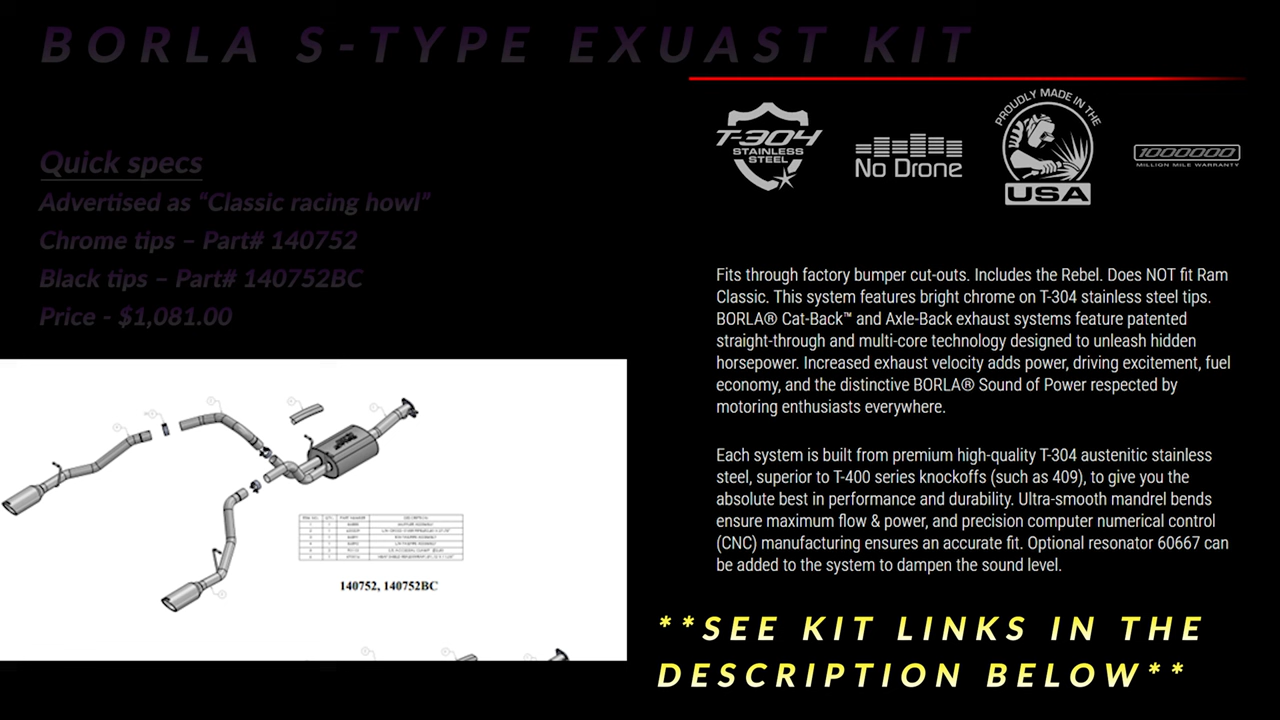 BORLA S-TYPE EXUAST KIT
Quick specs
Advertised as “Classic racing howl”
Chrome tips – Part# 140752
Black tips – Part# 140752BC
Price - $1,081.00
140752, 140752BC
T-304
STAINLESS
STEEL
No Drone
PROUDLY MADE IN THE
USA
1000000
MILLION MILE WARRANTY
Fits through factory bumper cut-outs. Includes the Rebel. Does NOT fit Ram
Classic. This system features bright chrome on T-304 stainless steel tips.
BORLA® Cat-Back™ and Axle-Back exhaust systems feature patented
straight-through and multi-core technology designed to unleash hidden
horsepower. Increased exhaust velocity adds power, driving excitement, fuel
economy, and the distinctive BORLA® Sound of Power respected by
motoring enthusiasts everywhere.
Each system is built from premium high-quality T-304 austenitic stainless
steel, superior to T-400 series knockoffs (such as 409), to give you the
absolute best in performance and durability. Ultra-smooth mandrel bends
ensure maximum flow & power, and precision computer numerical control
(CNC) manufacturing ensures an accurate fit. Optional resonator 60667 can
be added to the system to dampen the sound level.
**SEE KIT LINKS IN THE
DESCRIPTION BELOW**